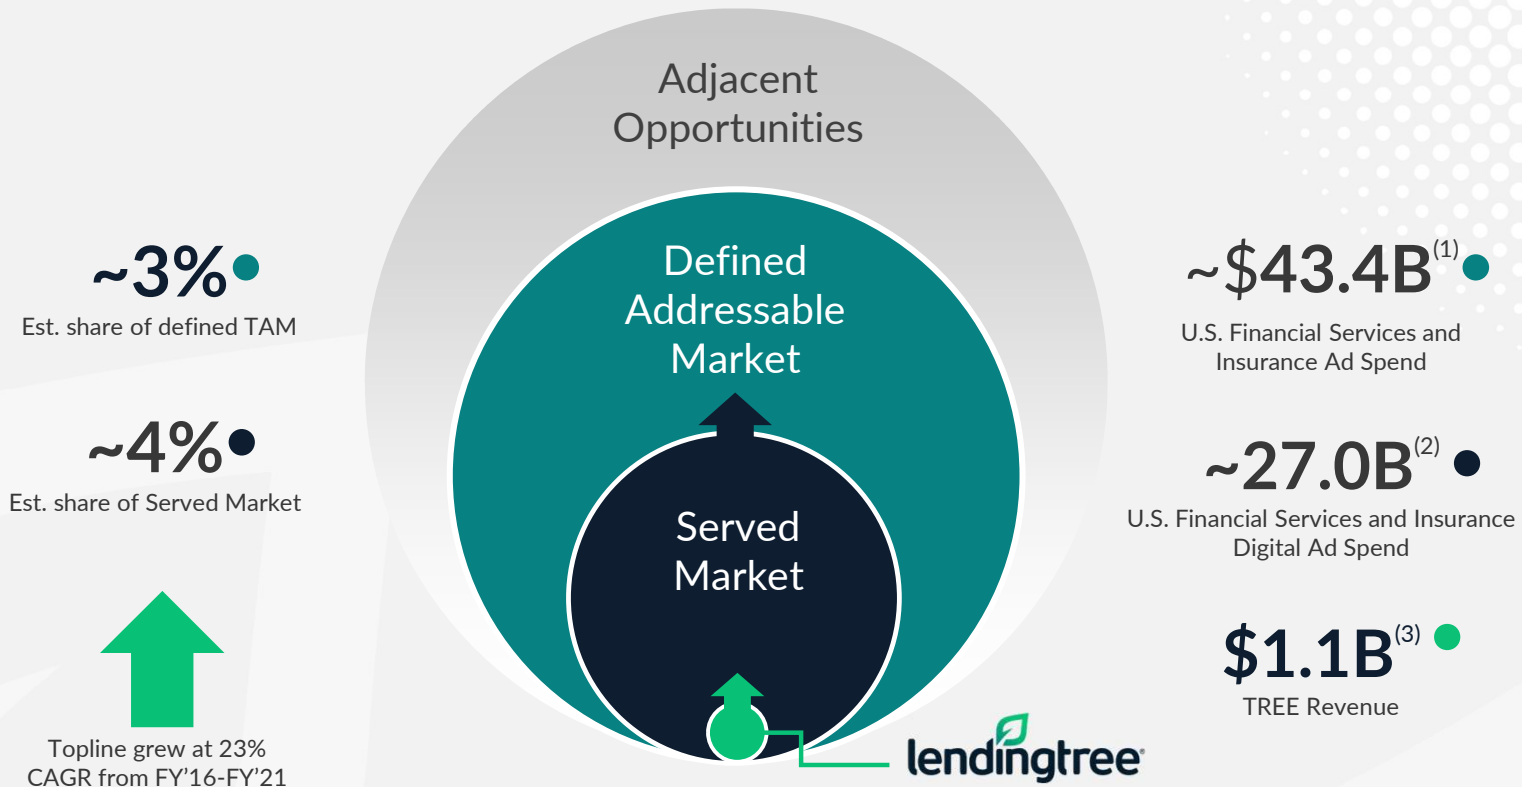 Adjacent
Opportunities
Defined
Addressable
Market
Served
Market
~3%
Est. share of defined TAM
~4%
Est. share of Served Market
Topline grew at 23%
CAGR from FY'16-FY'21
~$43.4B(1)
U.S. Financial Services and
Insurance Ad Spend
~27.0B(2)
U.S. Financial Services and Insurance
Digital Ad Spend
$1.1B(3)
TREE Revenue
lendingtree®